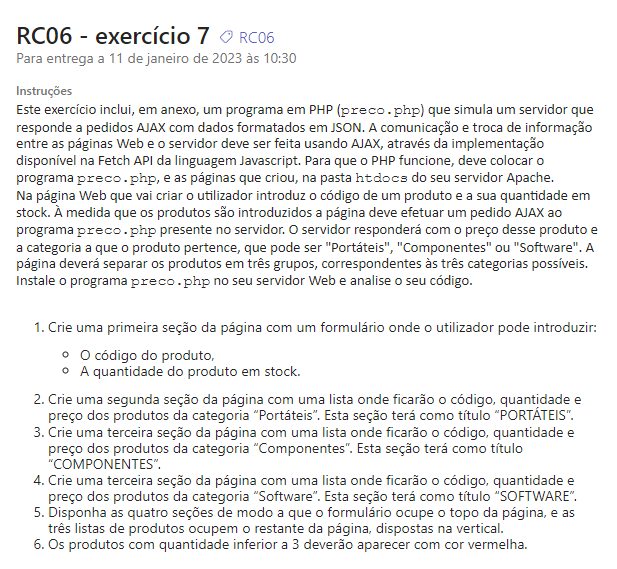 RC06 - exercício 7 RC06
Para entrega a 11 de janeiro de 2023 às 10:30
Instruções
Este exercício inclui, em anexo, um programa em PHP (preco.php) que simula um servidor que
responde a pedidos AJAX com dados formatados em JSON. A comunicação e troca de informação
entre as páginas Web e o servidor deve ser feita usando AJAX, através da implementação
disponível na Fetch API da linguagem Javascript. Para que o PHP funcione, deve colocar o
programa preco.php, e as páginas que criou, na pasta htdocs do seu servidor Apache.
Na página Web que vai criar o utilizador introduz o código de um produto e a sua quantidade em
stock. À medida que os produtos são introduzidos a página deve efetuar um pedido AJAX ao
programa preco.php presente no servidor. O servidor responderá com o preço desse produto e
a categoria a que o produto pertence, que pode ser "Portáteis", "Componentes" ou "Software". A
página deverá separar os produtos em três grupos, correspondentes às três categorias possíveis.
Instale o programa preco.php no seu servidor Web e analise o seu código.
1. Crie uma primeira seção da página com um formulário onde o utilizador pode introduzir:
o O código do produto,
o A quantidade do produto em stock.
2. Crie uma segunda seção da página com uma lista onde ficarão o código, quantidade e
preço dos produtos da categoria “Portáteis”. Esta seção terá como título “PORTÁTEIS”.
3. Crie uma terceira seção da página com uma lista onde ficarão o código, quantidade e
preço dos produtos da categoria “Componentes”. Esta seção terá como título
“COMPONENTES”.
4. Crie uma terceira seção da página com uma lista onde ficarão o código, quantidade e
preço dos produtos da categoria “Software”. Esta seção terá como título “SOFTWARE”.
5. Disponha as quatro seções de modo a que o formulário ocupe o topo da página, e as
três listas de produtos ocupem o restante da página, dispostas na vertical.
6. Os produtos com quantidade inferior a 3 deverão aparecer com cor vermelha.